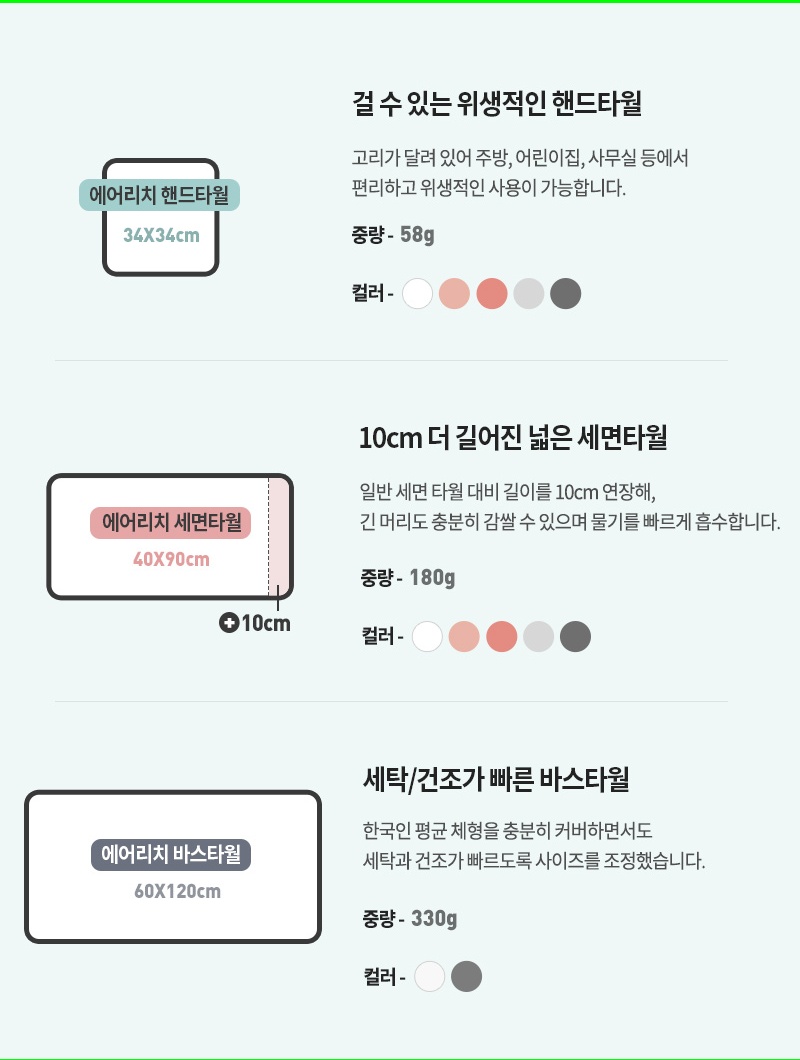 걸 수 있는 위생적인 핸드타월
고리가 달려 있어 주방, 어린이집, 사무실 등에서
편리하고 위생적인 사용이 가능합니다.
에어리치 핸드타월
34X34cm
중량 - 58g
컬러 -
10cm 더 길어진 넓은 세면타월
일반 세면 타월 대비 길이를 10cm 연장해,
긴 머리도 충분히 감쌀 수 있으며 물기를 빠르게 흡수합니다.
에어리치 세면타월
40X90cm
+10cm
중량 - 180g
컬러 -
세탁/건조가 빠른 바스타월
한국인 평균 체형을 충분히 커버하면서도
세탁과 건조가 빠르도록 사이즈를 조정했습니다.
에어리치 바스타월
60X120cm
중량 - 330g
컬러 -